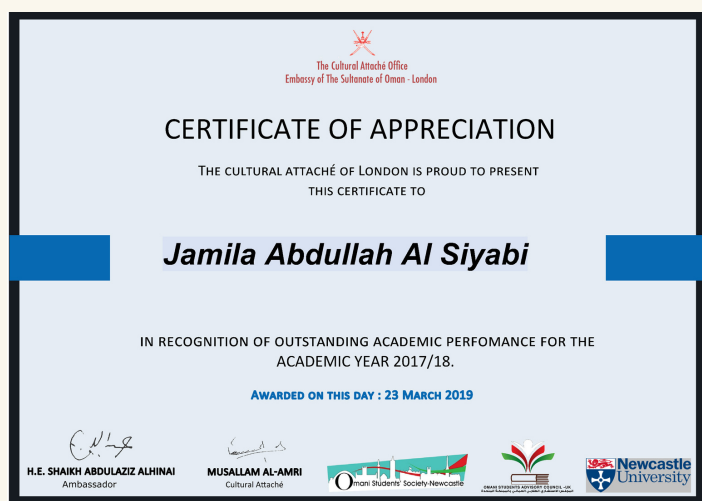 The Cultural Attaché Office
Embassy of The Sultanate of Oman - London
CERTIFICATE OF APPRECIATION
THE CULTURAL ATTACHÉ OF LONDON IS PROUD TO PRESENT
THIS CERTIFICATE TO
Jamila Abdullah Al Siyabi
IN RECOGNITION OF OUTSTANDING ACADEMIC PERFOMANCE FOR THE
ACADEMIC YEAR 2017/18.
AWARDED ON THIS DAY : 23 MARCH 2019
H.E. SHAIKH ABDULAZIZ ALHINAI
Ambassador
MUSALLAM AL-AMRI
Cultural Attaché
Omani Students' Society-Newcastle
OMANI STUDENTS ADVISORY COUNCIL -UK
Newcastle
University